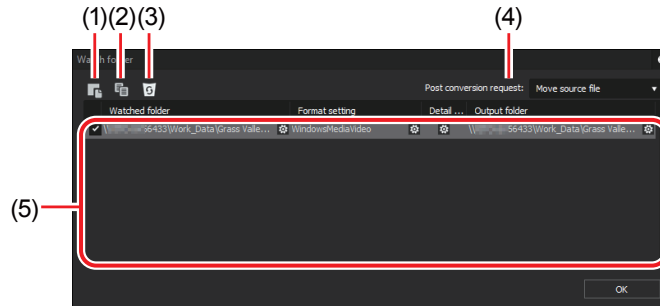 (1)(2)(3) (4)
Watch folder
Post conversion request: Move source file
Watched folder Format setting Detail ... Output folder
56433\Work_Data\Grass Valle... WindowsMediaVideo 56433\Work_Data\Grass Valle...
(5)
OK